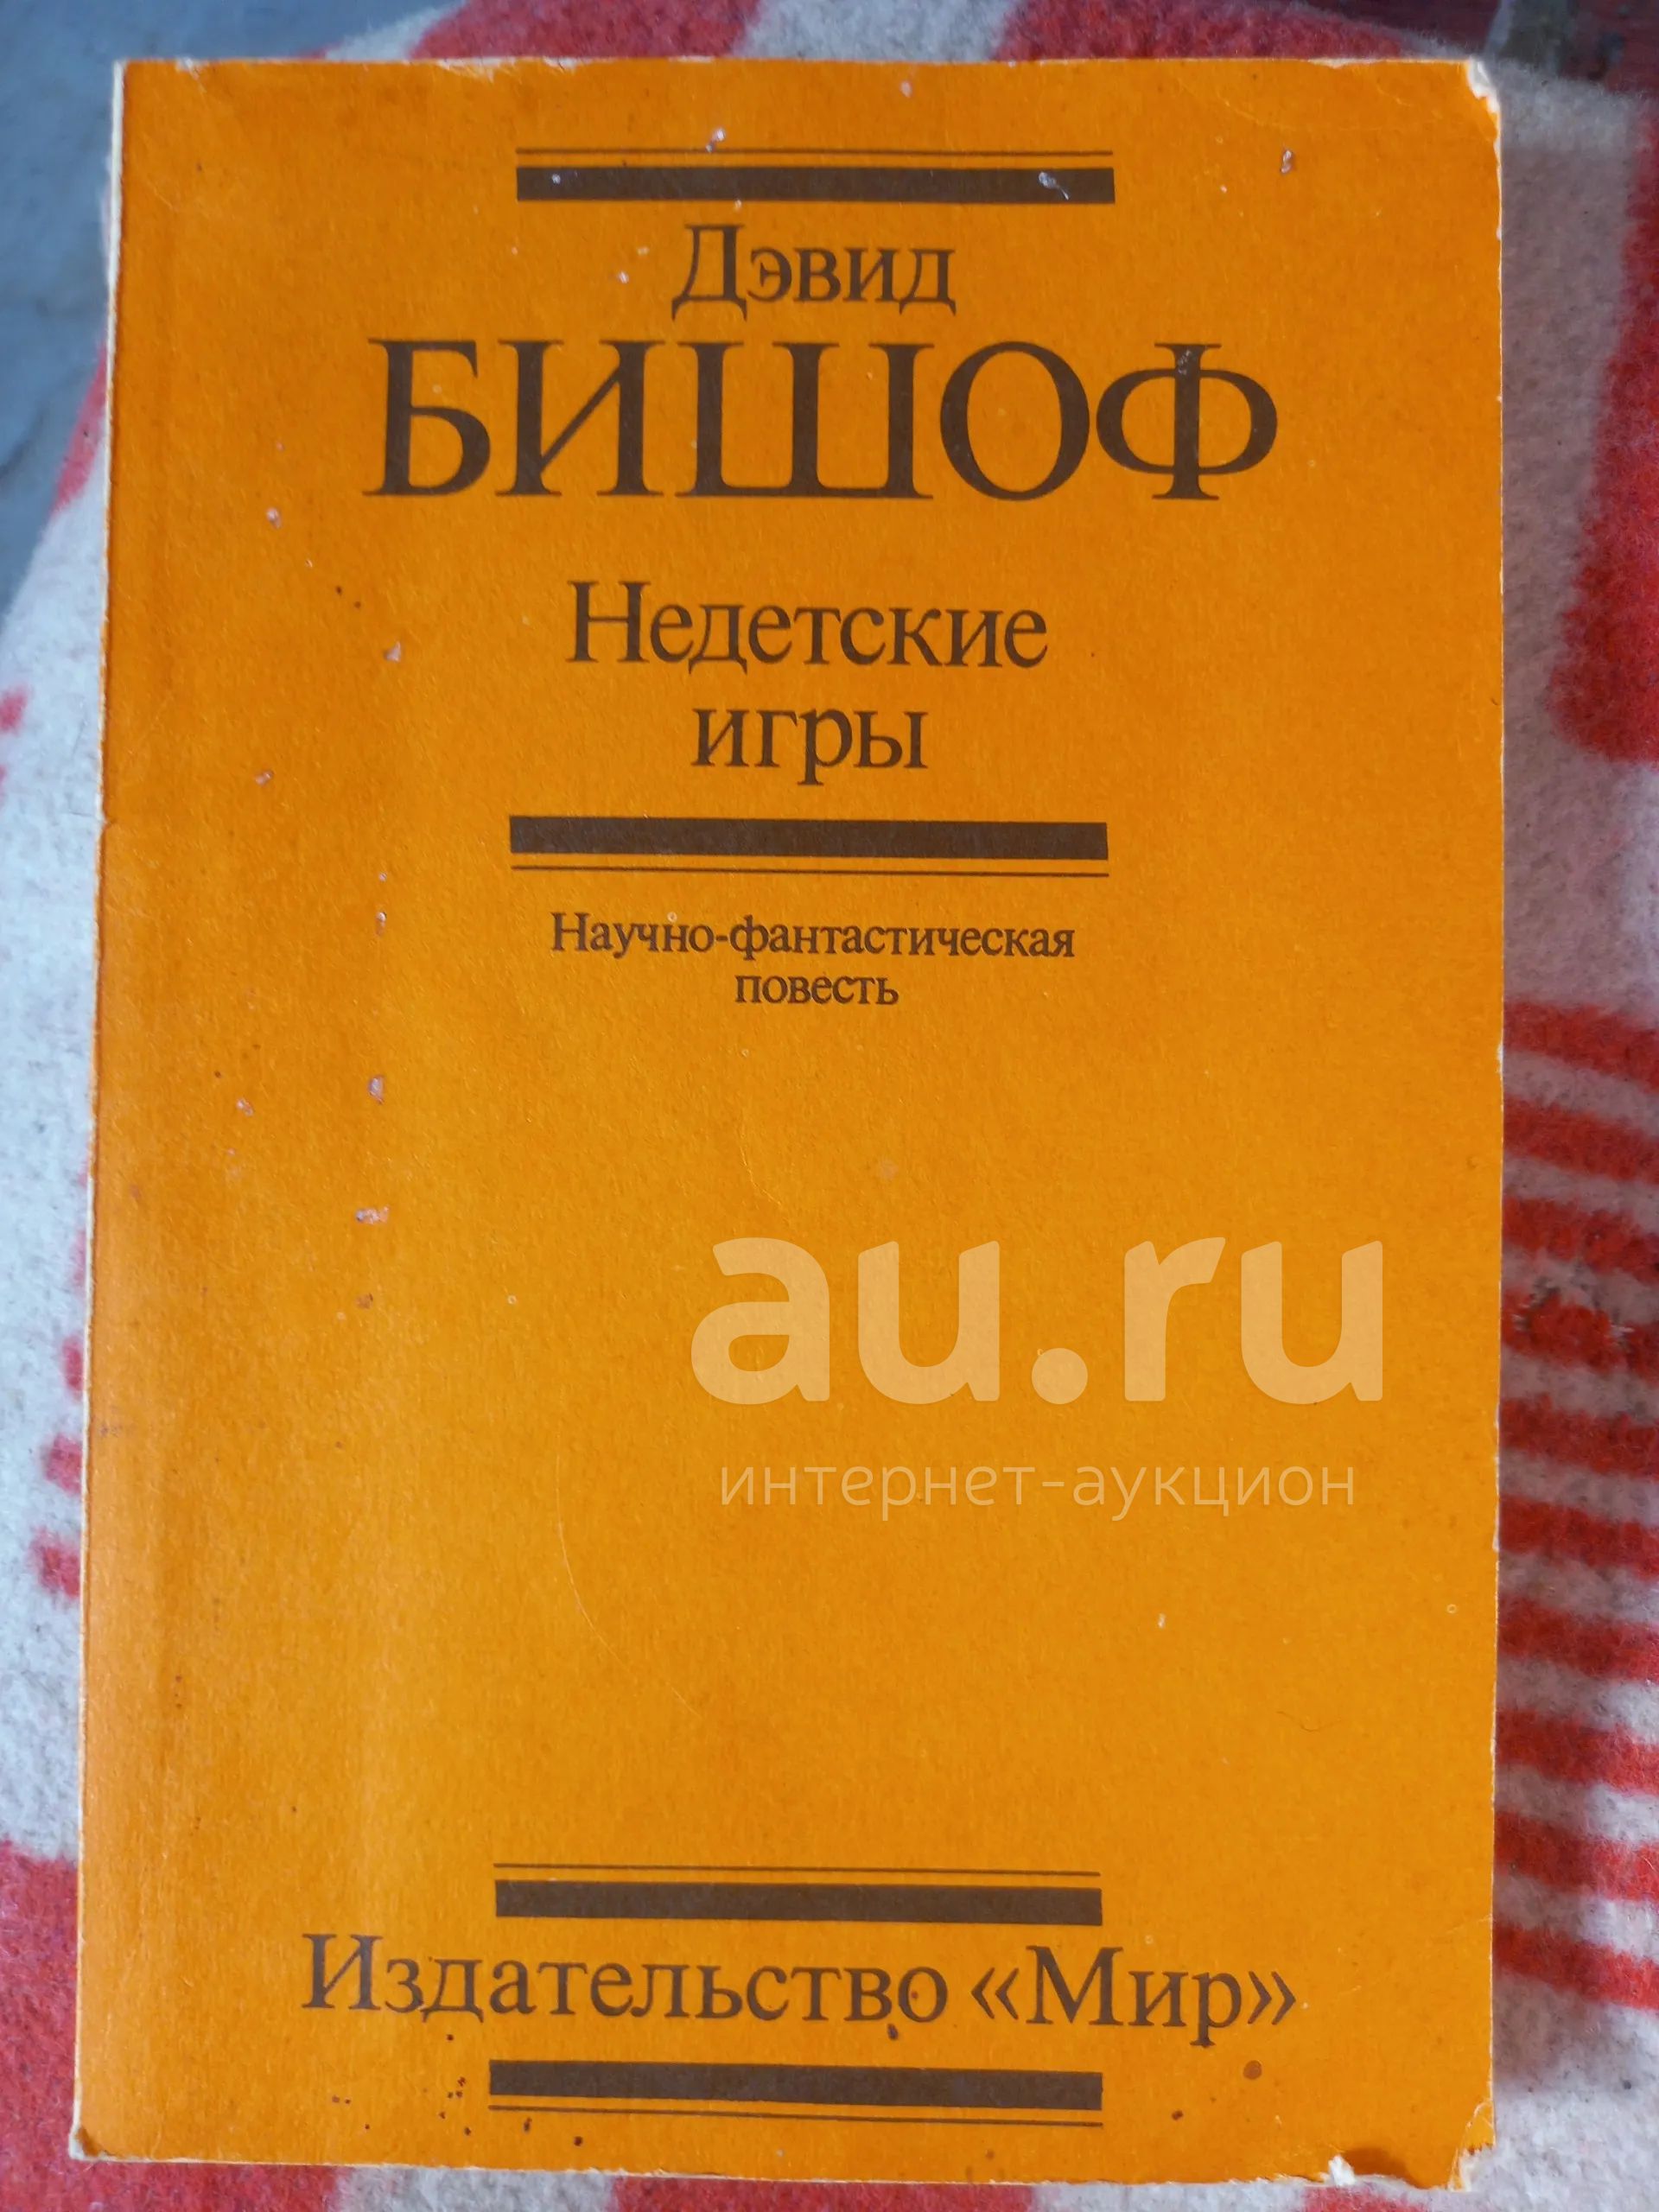 Дэвид
БИШОФ
Недетские
игры
Научно-фантастическая
повесть
au.ru
интернет-аукцион
Издательство «Мир»